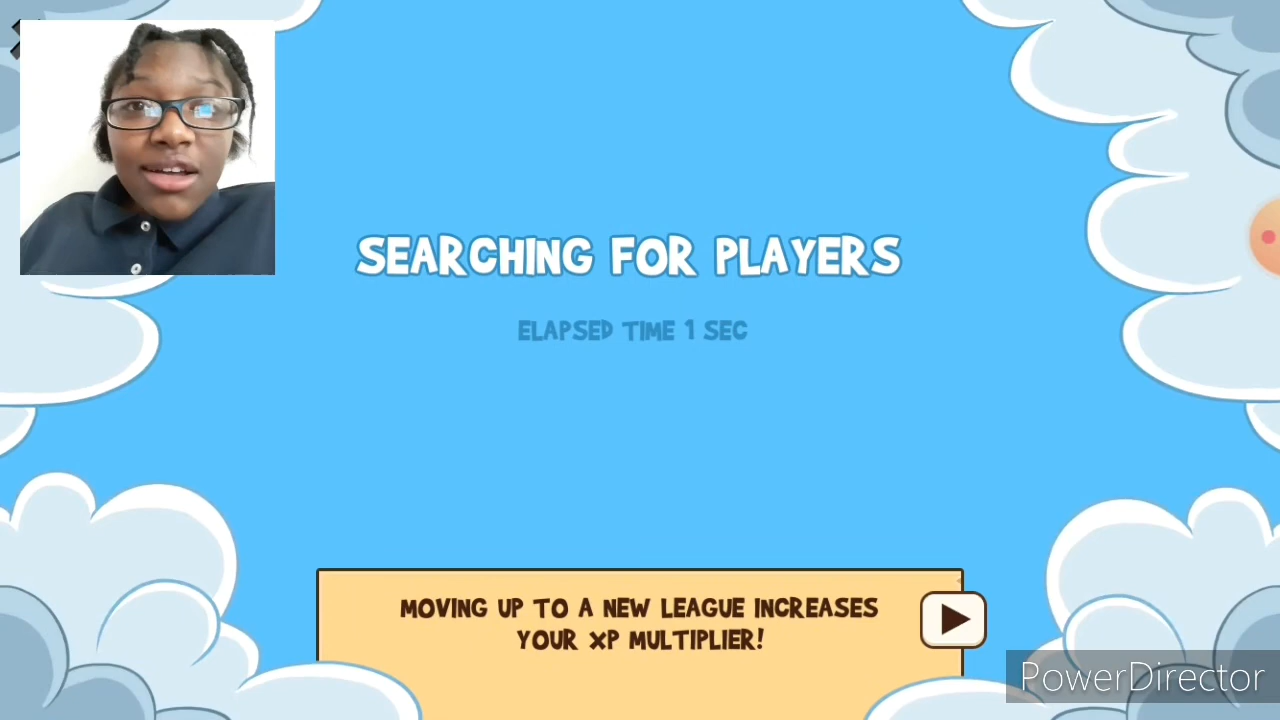 SEARCHING FOR PLAYERS
ELAPSED TIME 1 SEC
MOVING UP TO A NEW LEAGUE INCREASES
YOUR XP MULTIPLIER!
PowerDirector